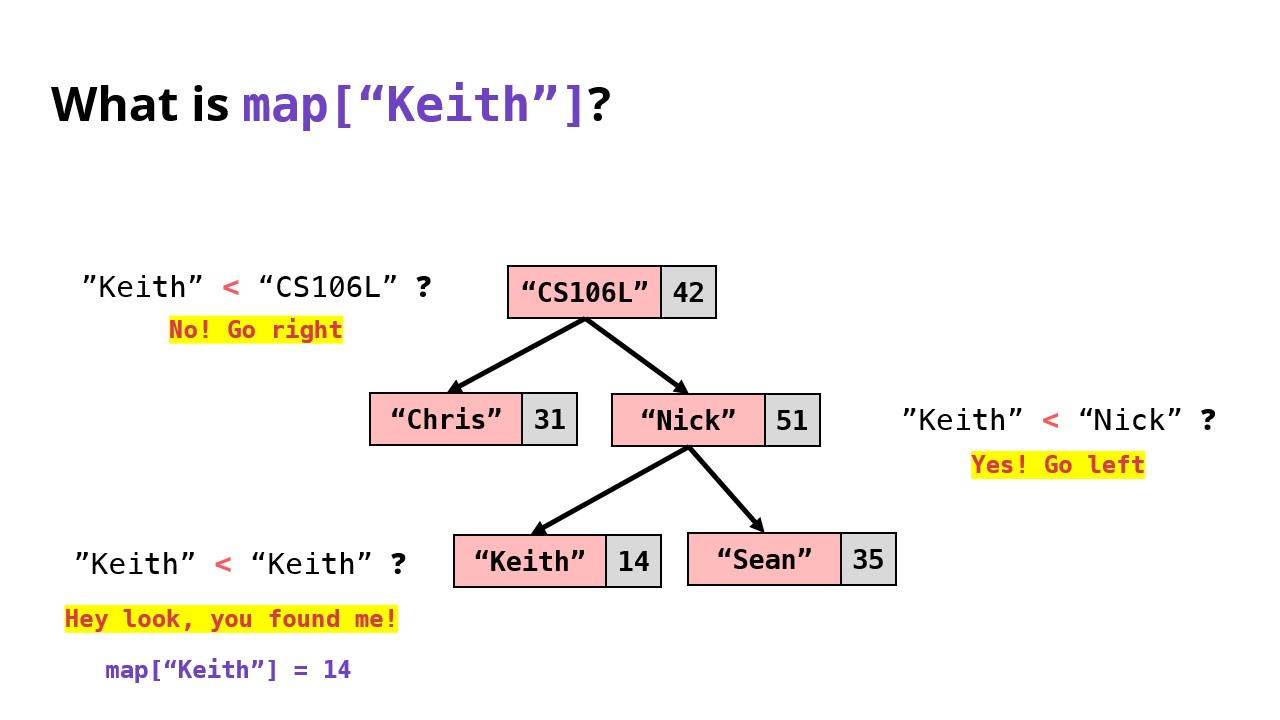 What is map[“Keith”]?
”Keith” < “CS106L” ?
No! Go right
“CS106L” 42
“Chris” 31
“Nick” 51
”Keith” < “Nick” ?
Yes! Go left
”Keith” < “Keith” ?
“Keith” 14
“Sean” 35
Hey look, you found me!
map[“Keith”] = 14